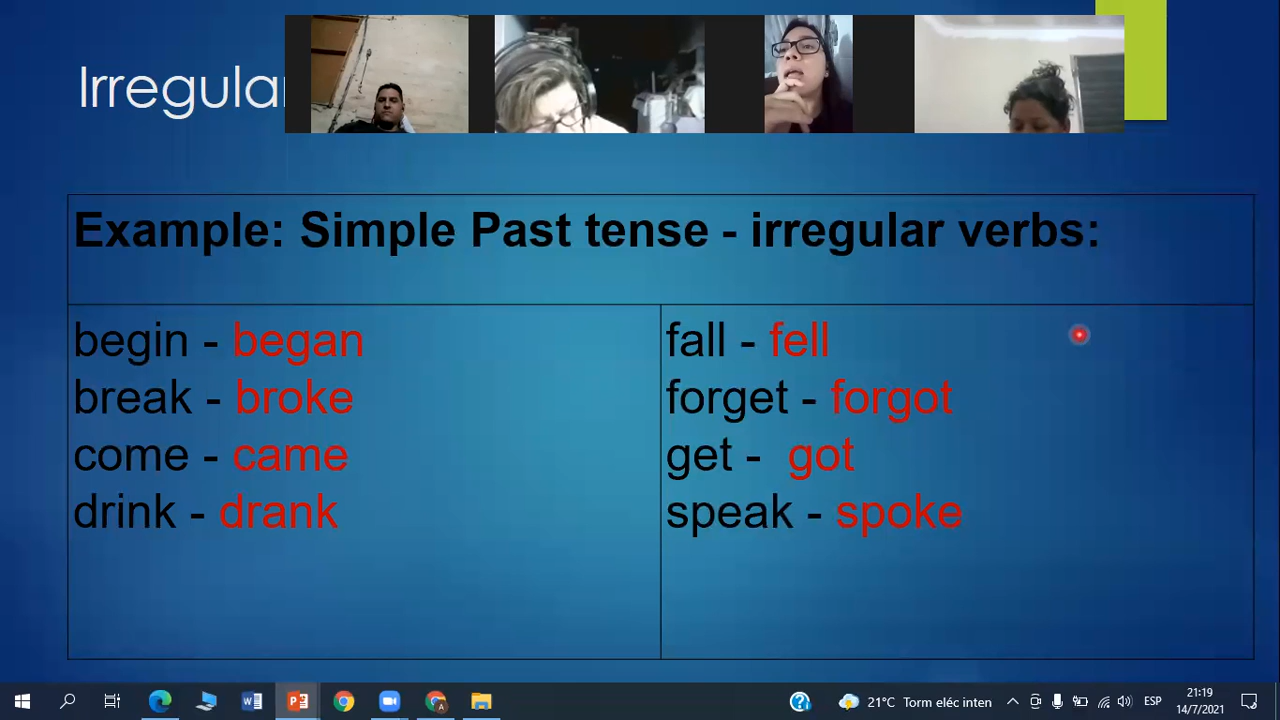 Irregular
Example: Simple Past tense - irregular verbs:
begin - began
break - broke
come - came
drink - drank
fall - fell
forget - forgot
get - got
speak - spoke
21°C Torm eléc inten
ESP
21:19
14/7/2021